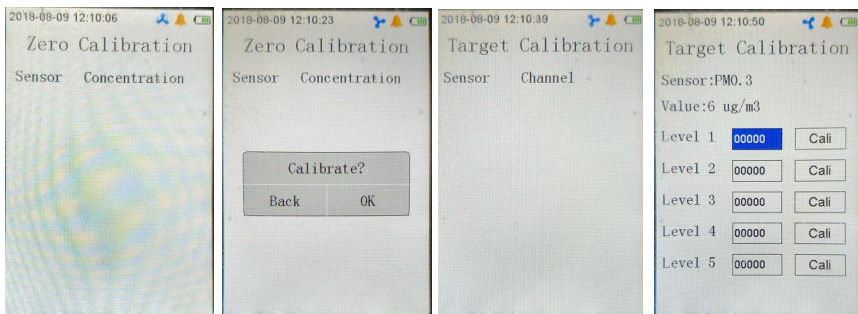 2018-08-09 12:10:06
Zero Calibration
Sensor Concentration
2018-08-09 12:10:23
Zero Calibration
Sensor Concentration
Calibrate?
Back OK
2018-08-09 12:10:39
Target Calibration
Sensor Channel
2018-08-09 12:10:50
Target Calibration
Sensor:PM0.3
Value:6 ug/m3
Level 1 00000 Cali
Level 2 00000 Cali
Level 3 00000 Cali
Level 4 00000 Cali
Level 5 00000 Cali